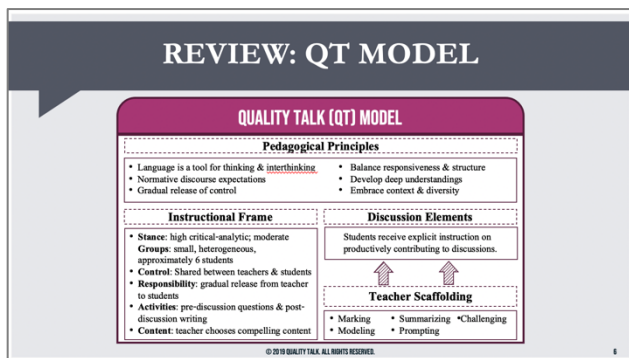 REVIEW: QT MODEL
QUALITY TALK (QT) MODEL
Pedagogical Principles
• Language is a tool for thinking & interthinking
• Normative discourse expectations
• Gradual release of control
• Balance responsiveness & structure
• Develop deep understandings
• Embrace context & diversity
Instructional Frame
• Stance: high critical-analytic; moderate
Groups: small, heterogeneous,
approximately 6 students
• Control: Shared between teachers & students
• Responsibility: gradual release from teacher
to students
• Activities: pre-discussion questions & post-
discussion writing
• Content: teacher chooses compelling content
Discussion Elements
Students receive explicit instruction on
productively contributing to discussions.
Teacher Scaffolding
• Marking • Summarizing •Challenging
• Modeling • Prompting
© 2019 QUALITY TALK. ALL RIGHTS RESERVED.
6